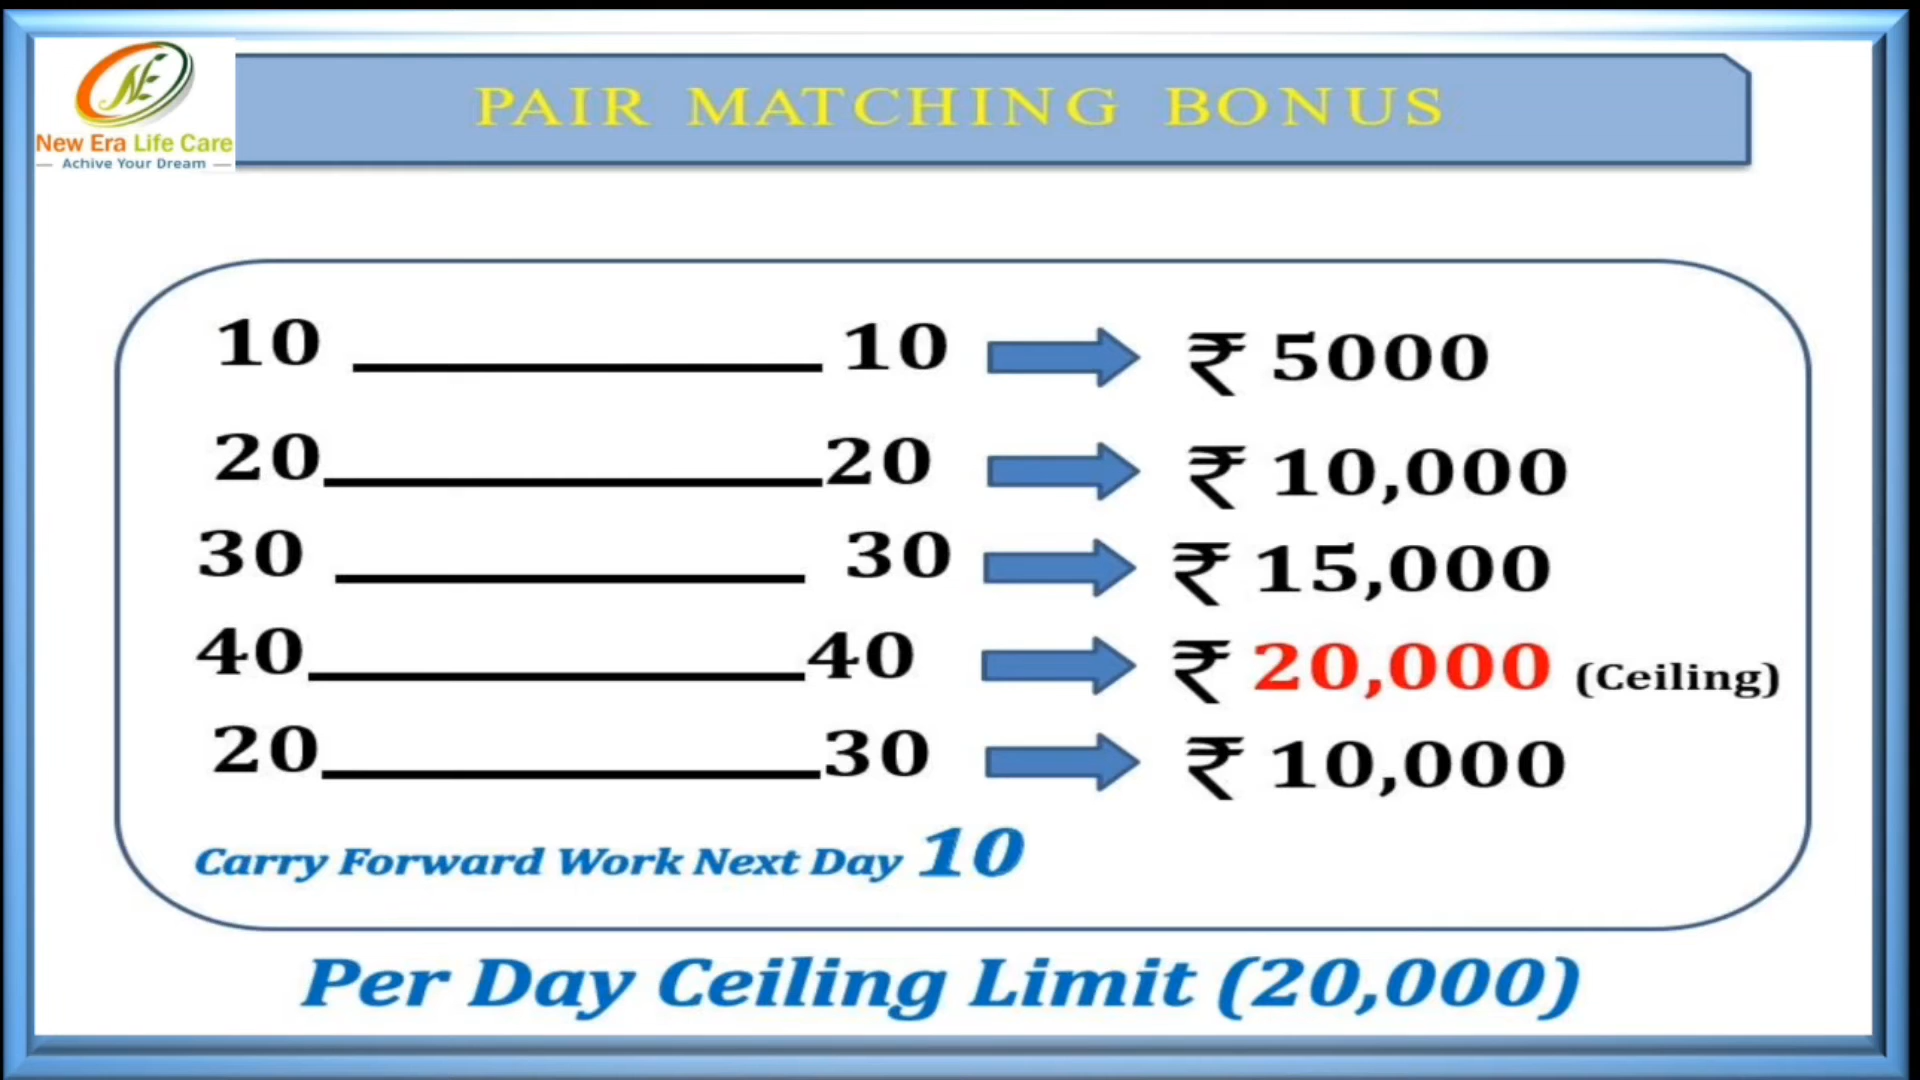 New Era Life Care
Achive Your Dream
PAIR MATCHING BONUS
10 10 ₹ 5000
20 20 ₹ 10,000
30 30 ₹ 15,000
40 40 ₹ 20,000 (Ceiling)
20 30 ₹ 10,000
Carry Forward Work Next Day 10
Per Day Ceiling Limit (20,000)